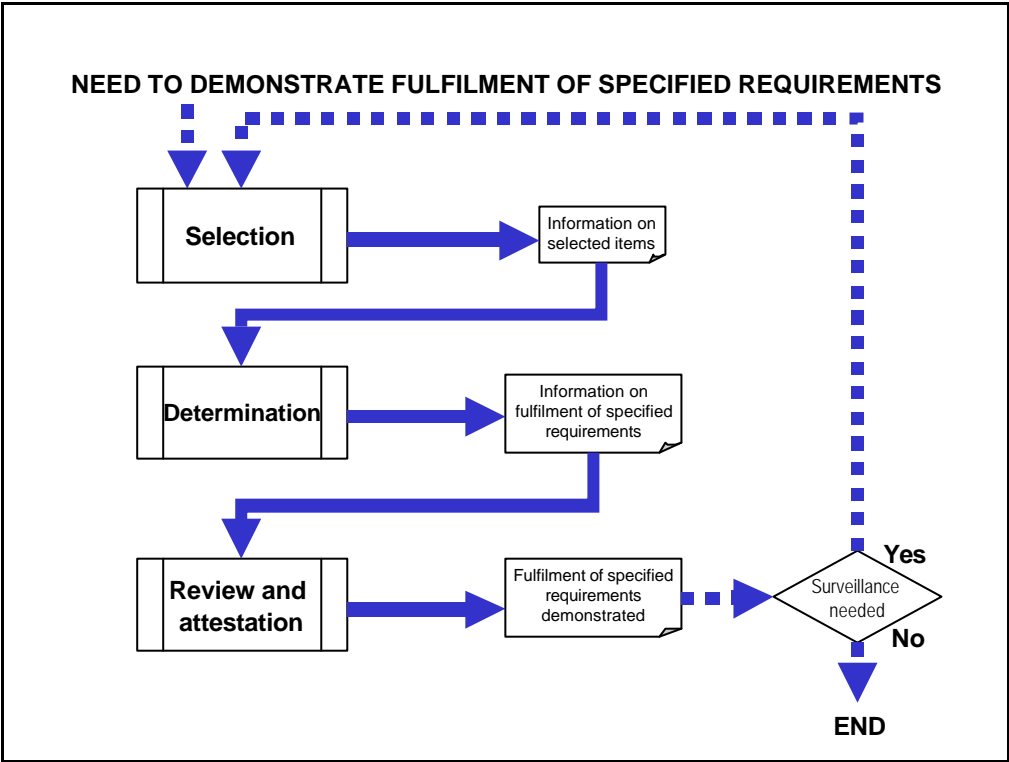 NEED TO DEMONSTRATE FULFILMENT OF SPECIFIED REQUIREMENTS
Selection
Information on
selected items
Determination
Information on
fulfilment of specified
requirements
Review and
attestation
Fulfilment of specified
requirements
demonstrated
Yes
Surveillance
needed
No
END